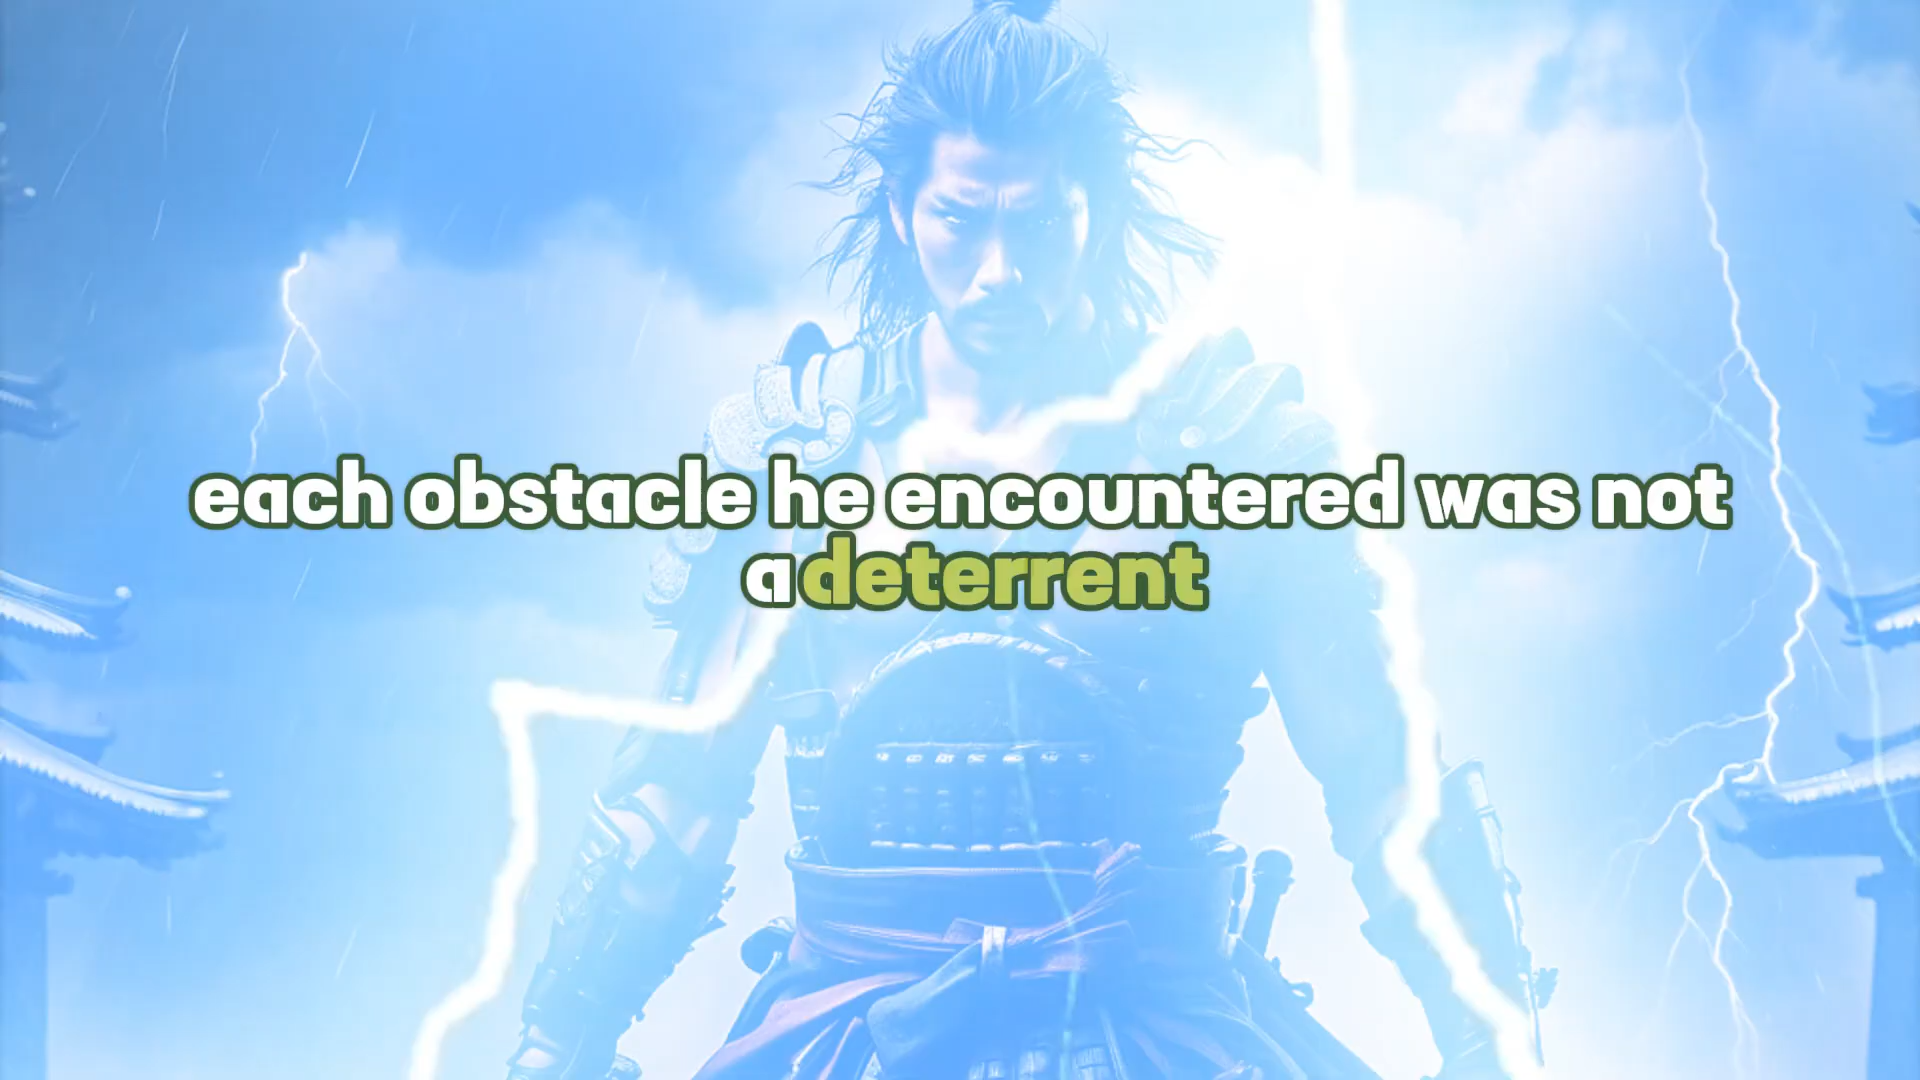 each obstacle he encountered was not
a deterrent